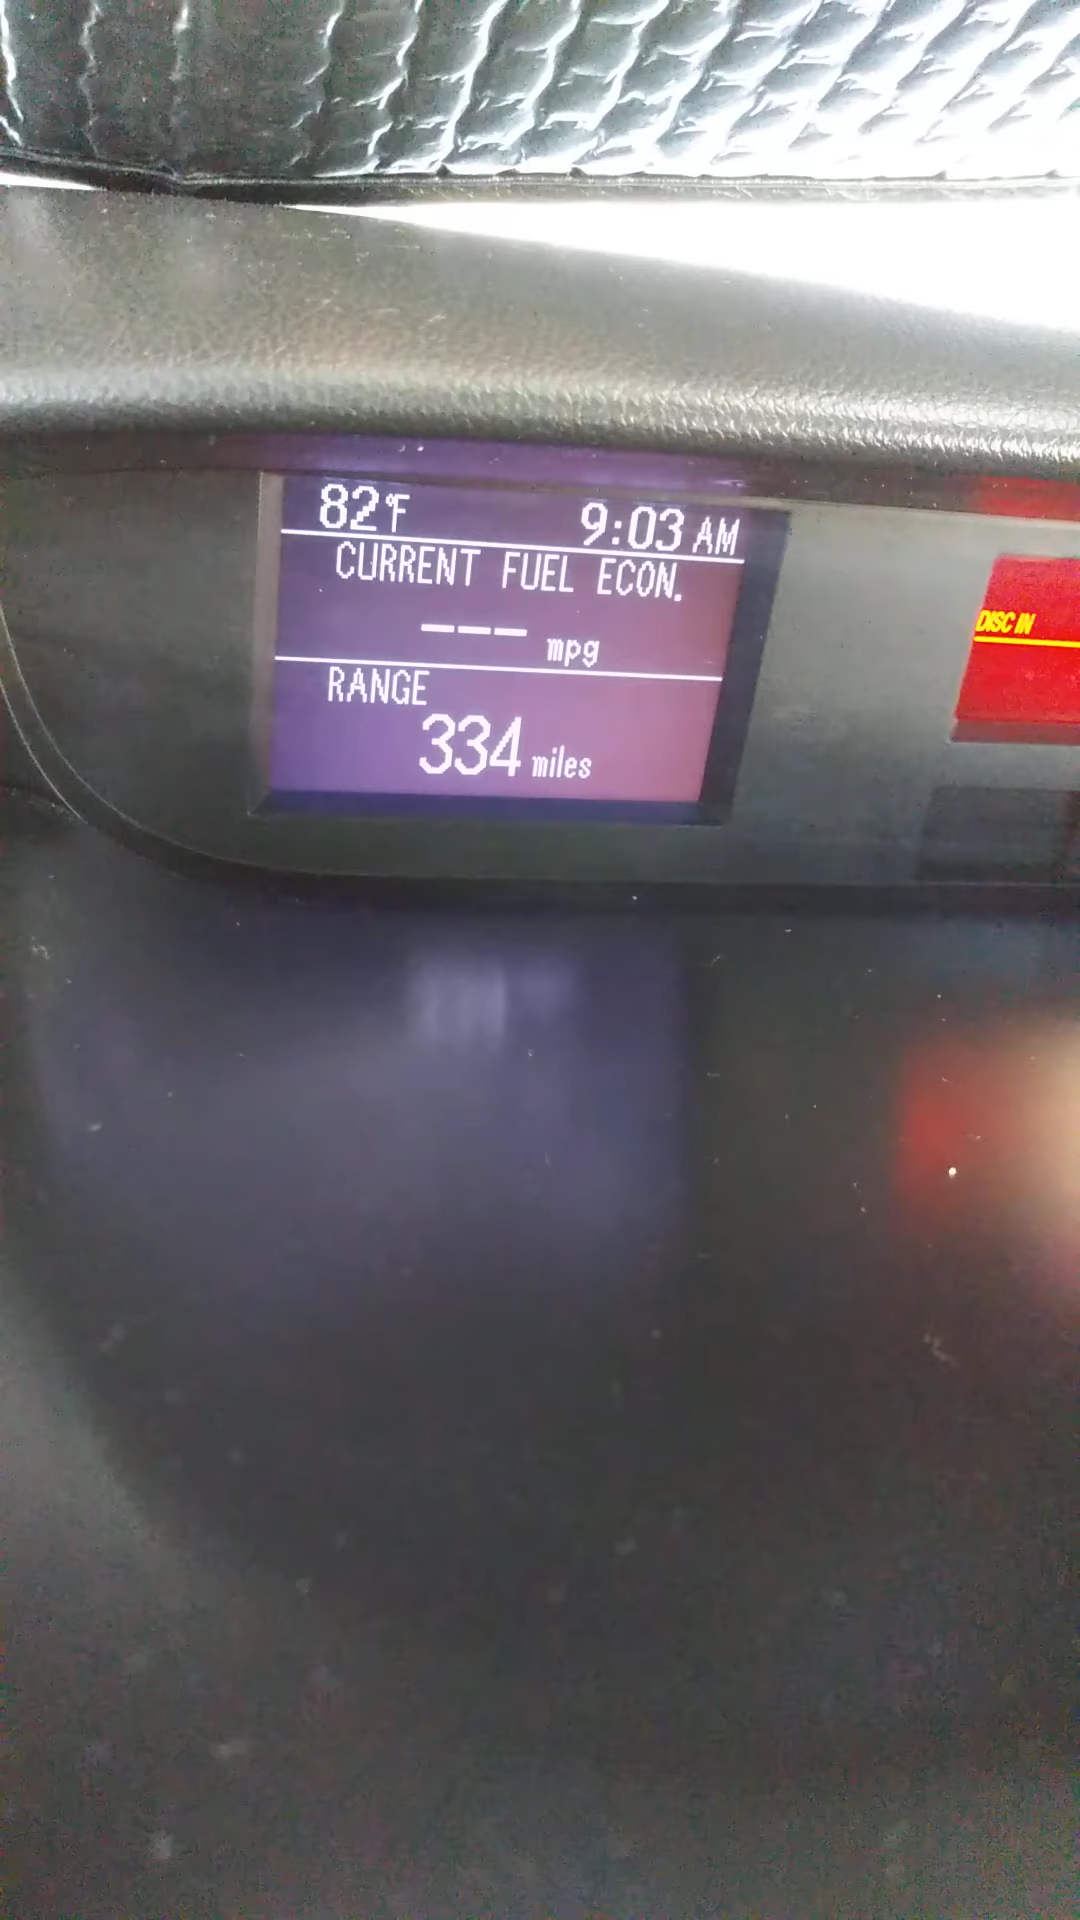 82°F 9:03 AM
CURRENT FUEL ECON.
--- mpg
RANGE
334 miles
DISC IN